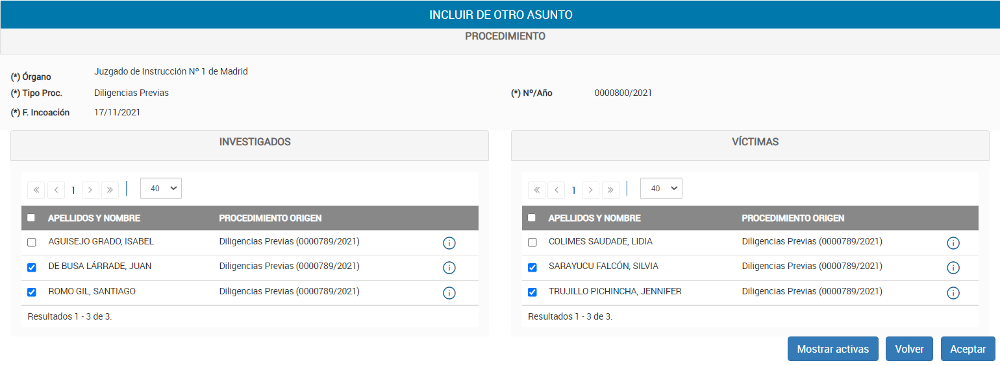 INCLUIR DE OTRO ASUNTO
PROCEDIMIENTO
(*) Órgano Juzgado de Instrucción Nº 1 de Madrid
(*) Tipo Proc. Diligencias Previas (*) Nº/Año 0000800/2021
(*) F. Incoación 17/11/2021
INVESTIGADOS
1 40
APELLIDOS Y NOMBRE PROCEDIMIENTO ORIGEN
AGUISEJO GRADO, ISABEL Diligencias Previas (0000789/2021)
DE BUSA LÁRRADE, JUAN Diligencias Previas (0000789/2021)
ROMO GIL, SANTIAGO Diligencias Previas (0000789/2021)
Resultados 1 - 3 de 3.
VÍCTIMAS
1 40
APELLIDOS Y NOMBRE PROCEDIMIENTO ORIGEN
COLIMES SAUDADE, LIDIA Diligencias Previas (0000789/2021)
SARAYUCU FALCÓN, SILVIA Diligencias Previas (0000789/2021)
TRUJILLO PICHINCHA, JENNIFER Diligencias Previas (0000789/2021)
Resultados 1 - 3 de 3.
Mostrar activas Volver Aceptar